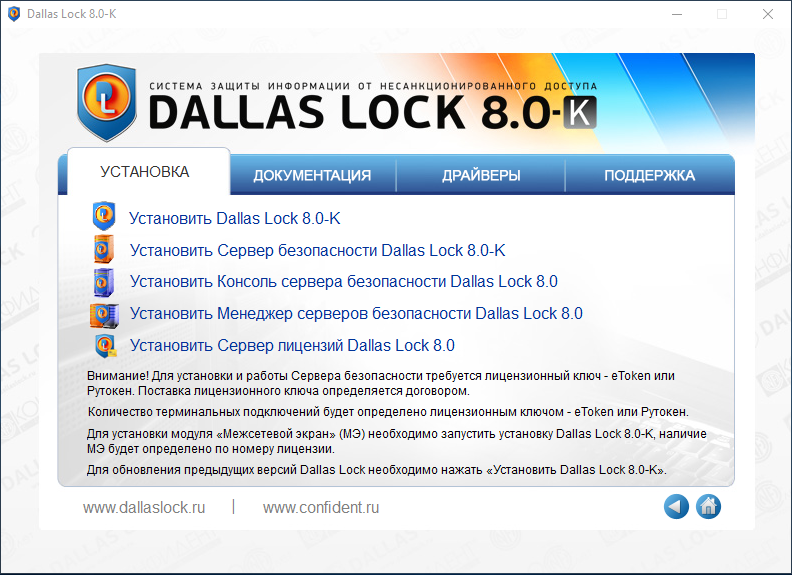 Dallas Lock 8.0-K
СИСТЕМА ЗАЩИТЫ ИНФОРМАЦИИ ОТ НЕСАНКЦИОНИРОВАННОГО ДОСТУПА
DALLAS LOCK 8.0-K
УСТАНОВКА
ДОКУМЕНТАЦИЯ
ДРАЙВЕРЫ
ПОДДЕРЖКА
Установить Dallas Lock 8.0-K
Установить Сервер безопасности Dallas Lock 8.0-K
Установить Консоль сервера безопасности Dallas Lock 8.0
Установить Менеджер серверов безопасности Dallas Lock 8.0
Установить Сервер лицензий Dallas Lock 8.0
Внимание! Для установки и работы Сервера безопасности требуется лицензионный ключ - eToken или
Рутокен. Поставка лицензионного ключа определяется договором.
Количество терминальных подключений будет определено лицензионным ключом - eToken или Рутокен.
Для установки модуля «Межсетевой экран» (МЭ) необходимо запустить установку Dallas Lock 8.0-K, наличие
МЭ будет определено по номеру лицензии.
Для обновления предыдущих версий Dallas Lock необходимо нажать «Установить Dallas Lock 8.0-K».
www.dallaslock.ru | www.confident.ru